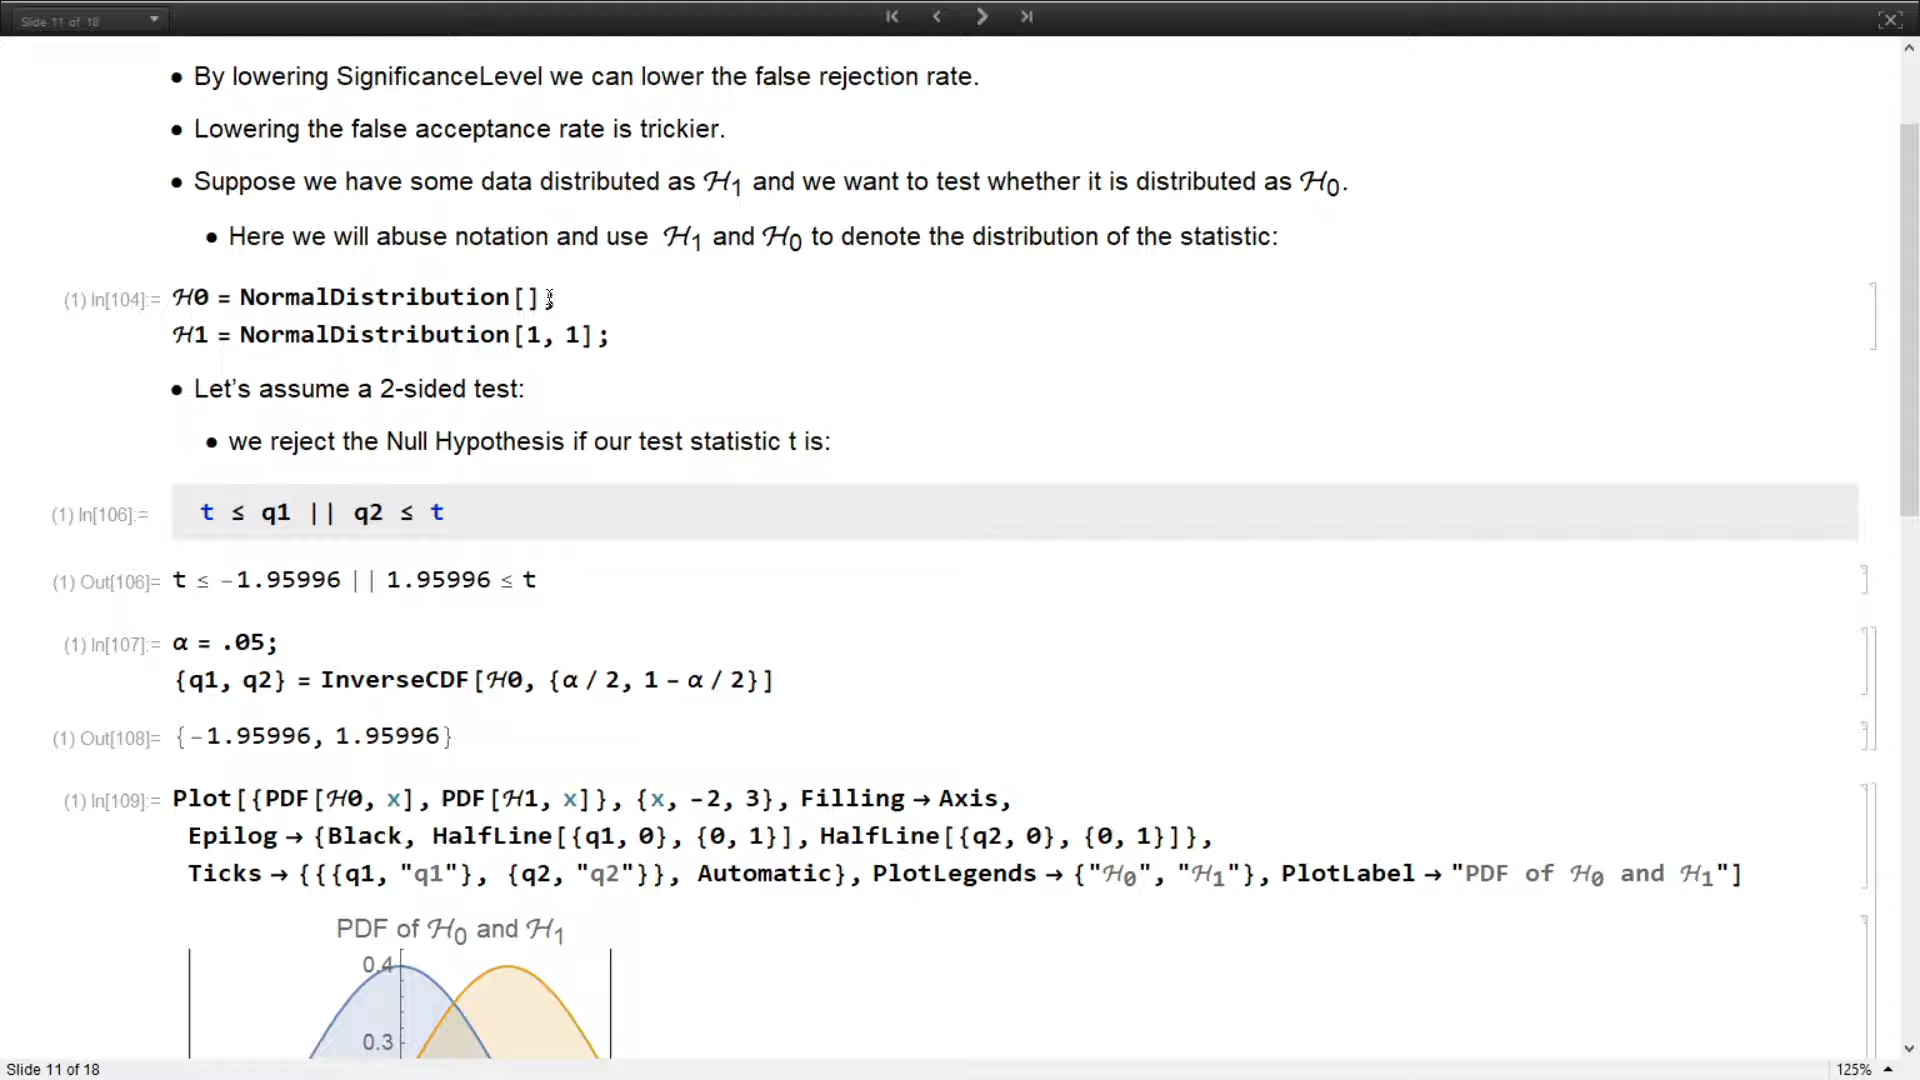 Slide 11 of 18
• By lowering SignificanceLevel we can lower the false rejection rate.
• Lowering the false acceptance rate is trickier.
• Suppose we have some data distributed as ℋ₁ and we want to test whether it is distributed as ℋ₀.
• Here we will abuse notation and use ℋ₁ and ℋ₀ to denote the distribution of the statistic:
(1) In[104]:= ℋ0 = NormalDistribution[];
ℋ1 = NormalDistribution[1, 1];
• Let's assume a 2-sided test:
• we reject the Null Hypothesis if our test statistic t is:
(1) In[106]:= t ≤ q1 || q2 ≤ t
(1) Out[106]= t ≤ -1.95996 || 1.95996 ≤ t
(1) In[107]:= α = .05;
{q1, q2} = InverseCDF[ℋ0, {α / 2, 1 - α / 2}]
(1) Out[108]= {-1.95996, 1.95996}
(1) In[109]:= Plot[{PDF[ℋ0, x], PDF[ℋ1, x]}, {x, -2, 3}, Filling → Axis,
Epilog → {Black, HalfLine[{q1, 0}, {0, 1}], HalfLine[{q2, 0}, {0, 1}]},
Ticks → {{{q1, "q1"}, {q2, "q2"}}, Automatic}, PlotLegends → {"ℋ₀", "ℋ₁"}, PlotLabel → "PDF of ℋ₀ and ℋ₁"]
PDF of ℋ₀ and ℋ₁
0.4
0.3
Slide 11 of 18
125%